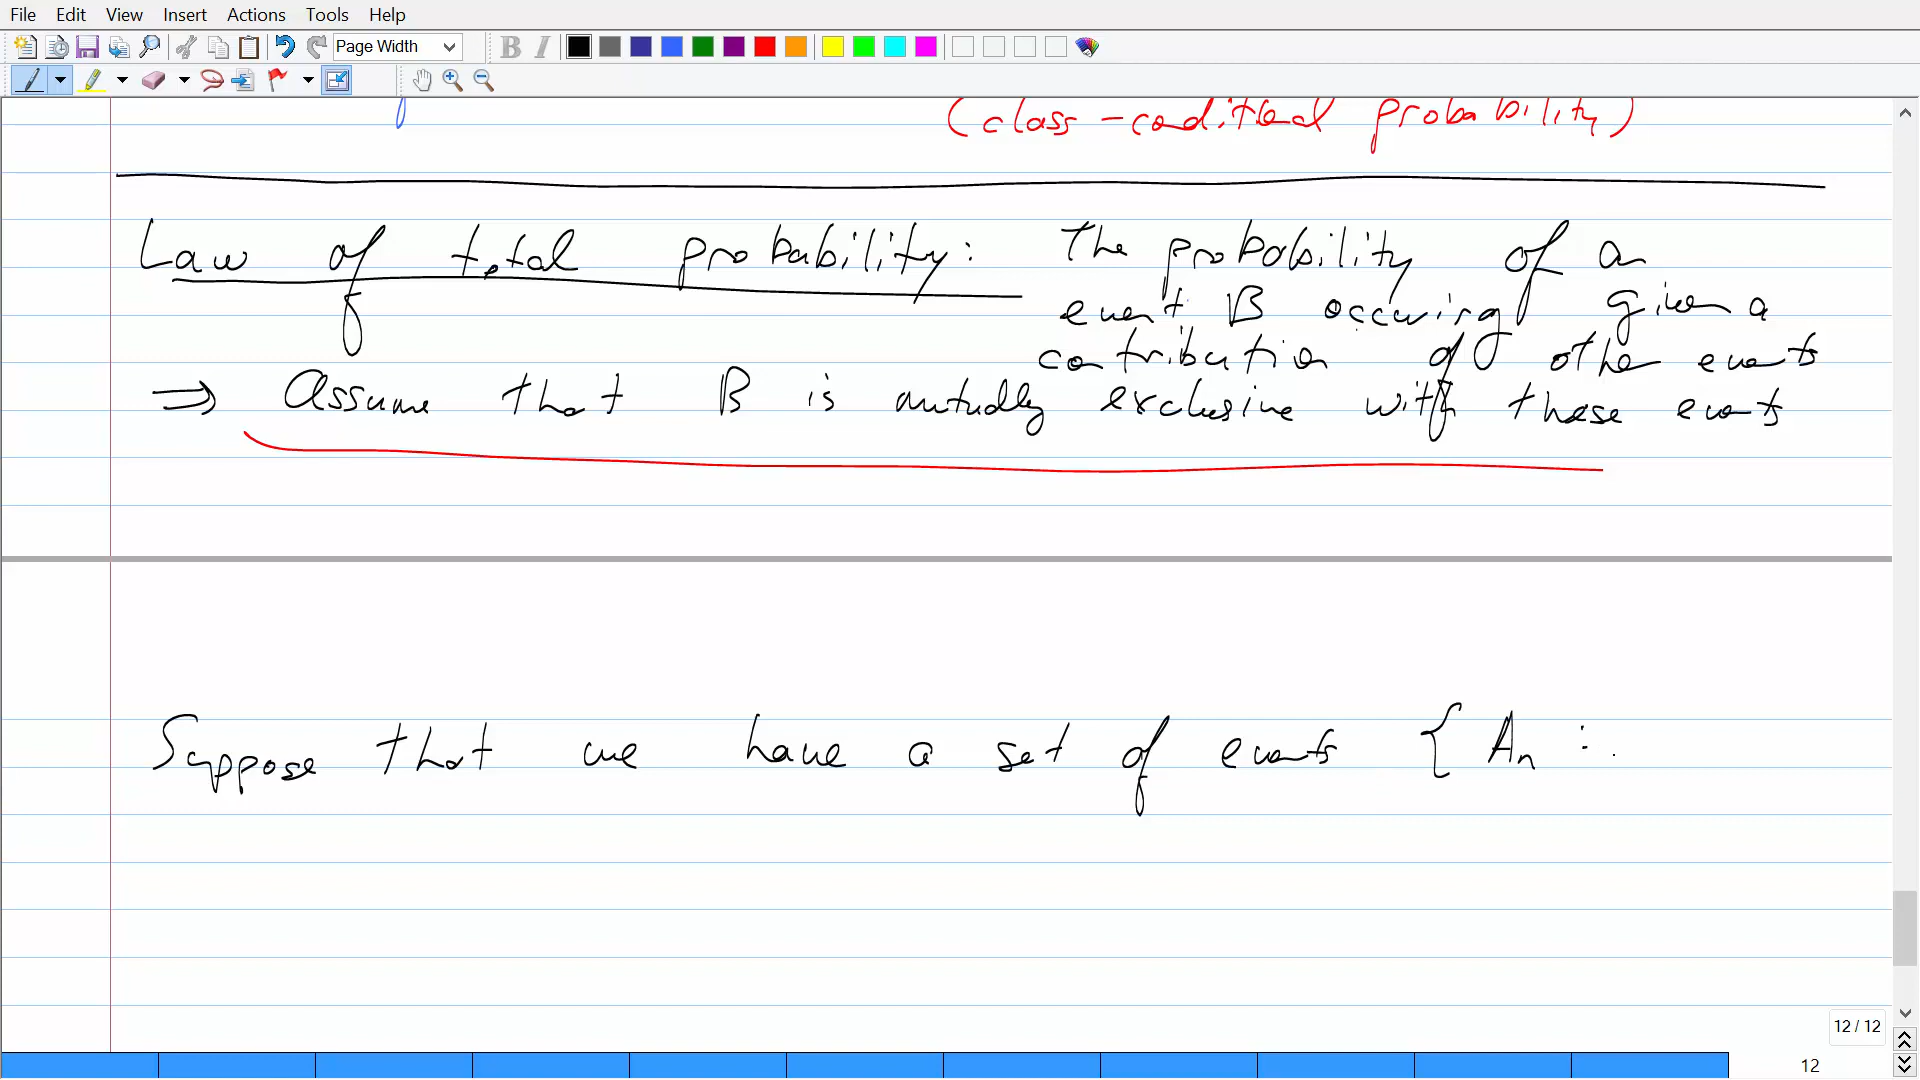 File Edit View Insert Actions Tools Help
Page Width
B I
(class-conditional probability)
Law of total probability: The probability of an
event B occuring given a
contribution of other events
⇒ Assume that B is mutually exclusive with these events
Suppose that we have a set of events { An :
12 / 12
12